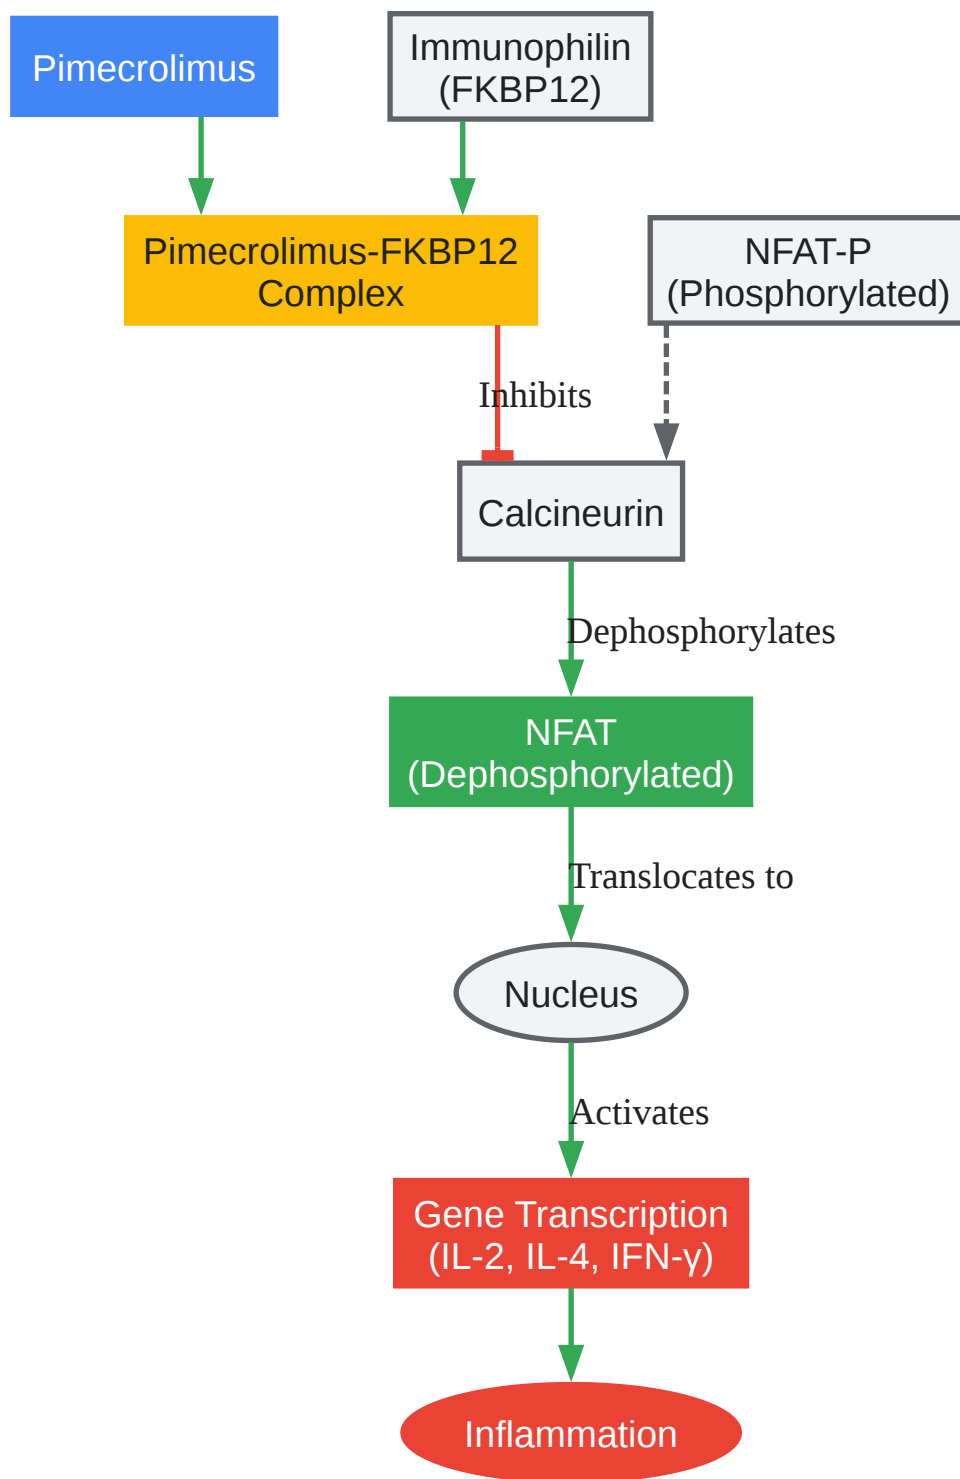 Pimecrolimus
Immunophilin
(FKBP12)
Pimecrolimus-FKBP12
Complex
NFAT-P
(Phosphorylated)
Inhibits
Calcineurin
Dephosphorylates
NFAT
(Dephosphorylated)
Translocates to
Nucleus
Activates
Gene Transcription
(IL-2, IL-4, IFN-γ)
Inflammation